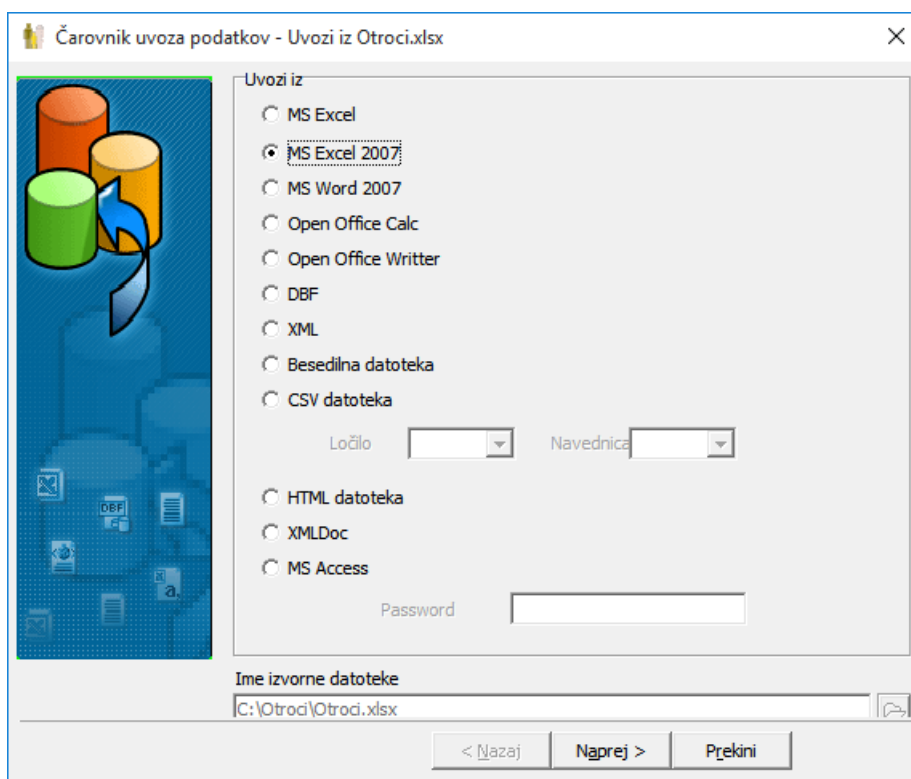 Čarovnik uvoza podatkov - Uvozi iz Otroci.xlsx
Uvozi iz
MS Excel
MS Excel 2007
MS Word 2007
Open Office Calc
Open Office Writter
DBF
XML
Besedilna datoteka
CSV datoteka
Ločilo Navednica
HTML datoteka
XMLDoc
MS Access
Password
DBF
a,
Ime izvorne datoteke
C:\Otroci\Otroci.xlsx
< Nazaj Naprej > Prekini